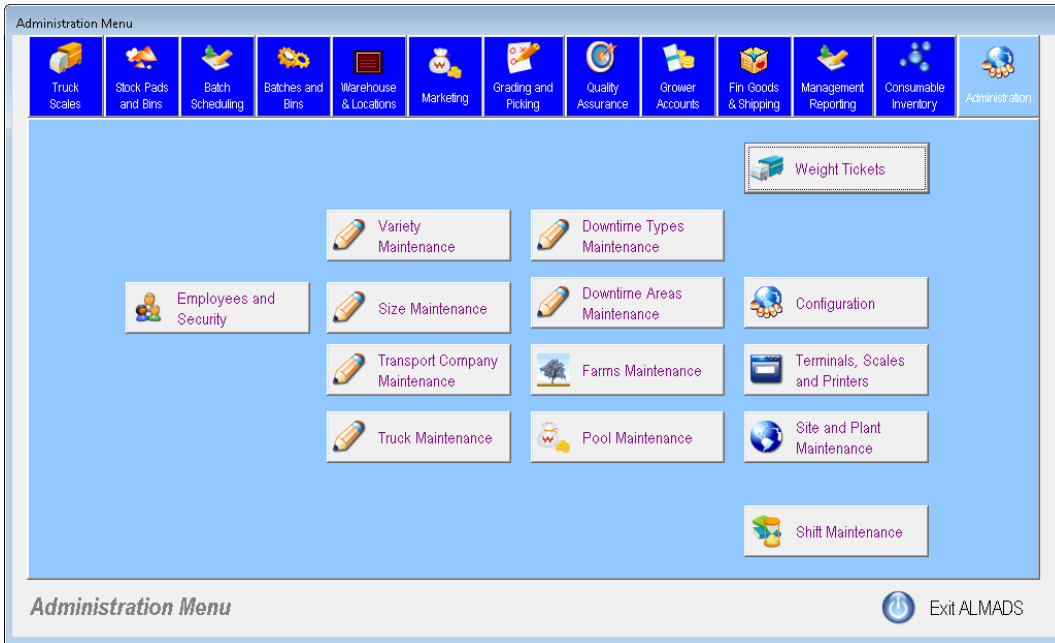 Administration Menu
Truck
Scales
Stock Pads
and Bins
Batch
Scheduling
Batches and
Bins
Warehouse
& Locations
Marketing
Grading and
Picking
Quality
Assurance
Grower
Accounts
Fin Goods
& Shipping
Management
Reporting
Consumable
Inventory
Administration
Weight Tickets
Variety
Maintenance
Downtime Types
Maintenance
Employees and
Security
Size Maintenance
Downtime Areas
Maintenance
Configuration
Transport Company
Maintenance
Farms Maintenance
Terminals, Scales
and Printers
Truck Maintenance
Pool Maintenance
Site and Plant
Maintenance
Shift Maintenance
Administration Menu
Exit ALMADS